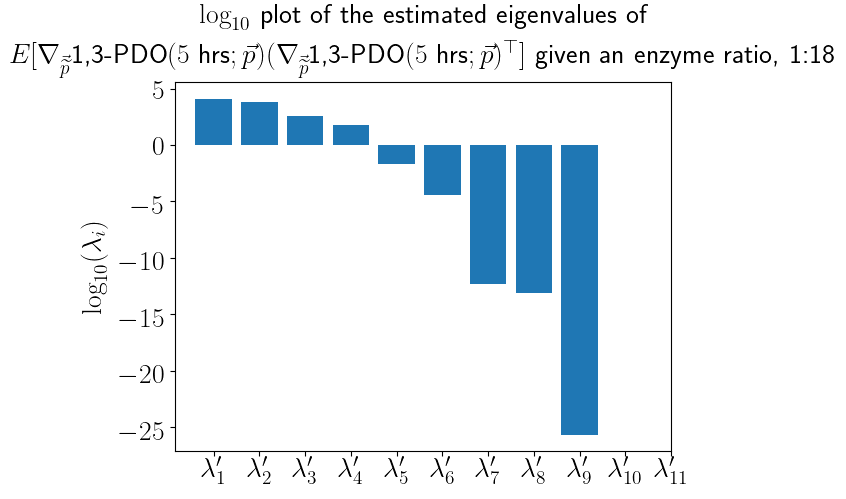 log₁₀ plot of the estimated eigenvalues of
E[∇_p̃⃗ 1,3-PDO(5 hrs; p⃗)(∇_p̃⃗ 1,3-PDO(5 hrs; p⃗)^⊤] given an enzyme ratio, 1:18
5
0
−5
−10
−15
−20
−25
log₁₀(λᵢ)
λ′₁ λ′₂ λ′₃ λ′₄ λ′₅ λ′₆ λ′₇ λ′₈ λ′₉ λ′₁₀ λ′₁₁